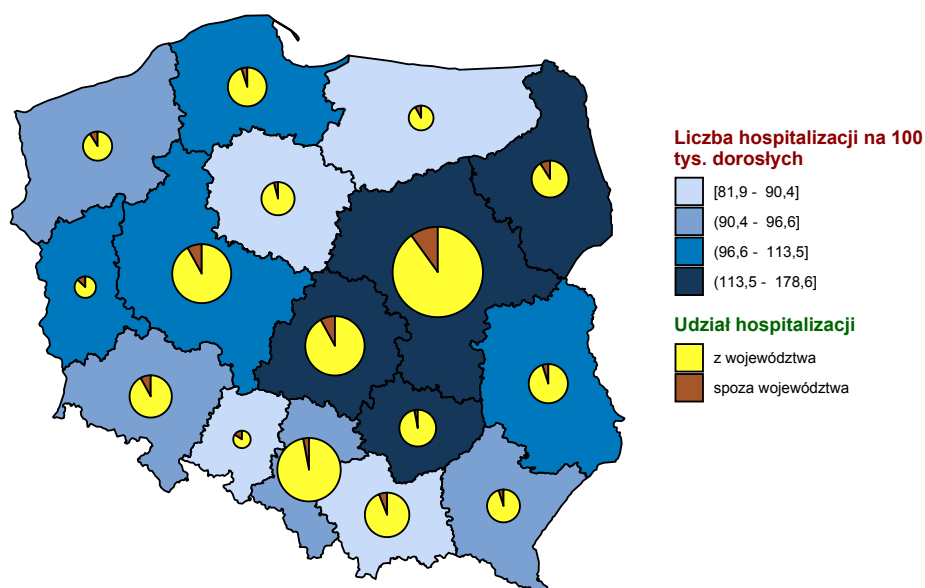 Liczba hospitalizacji na 100
tys. dorosłych
[81,9 - 90,4]
(90,4 - 96,6]
(96,6 - 113,5]
(113,5 - 178,6]
Udział hospitalizacji
z województwa
spoza województwa